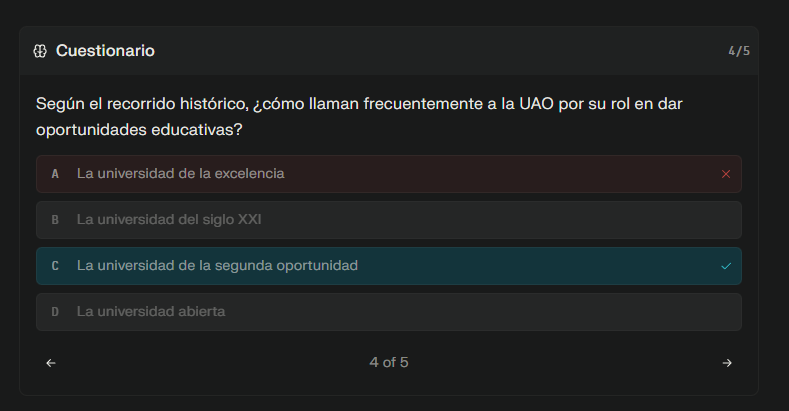 Cuestionario
4/5
Según el recorrido histórico, ¿cómo llaman frecuentemente a la UAO por su rol en dar
oportunidades educativas?
A La universidad de la excelencia
B La universidad del siglo XXI
C La universidad de la segunda oportunidad
D La universidad abierta
4 of 5